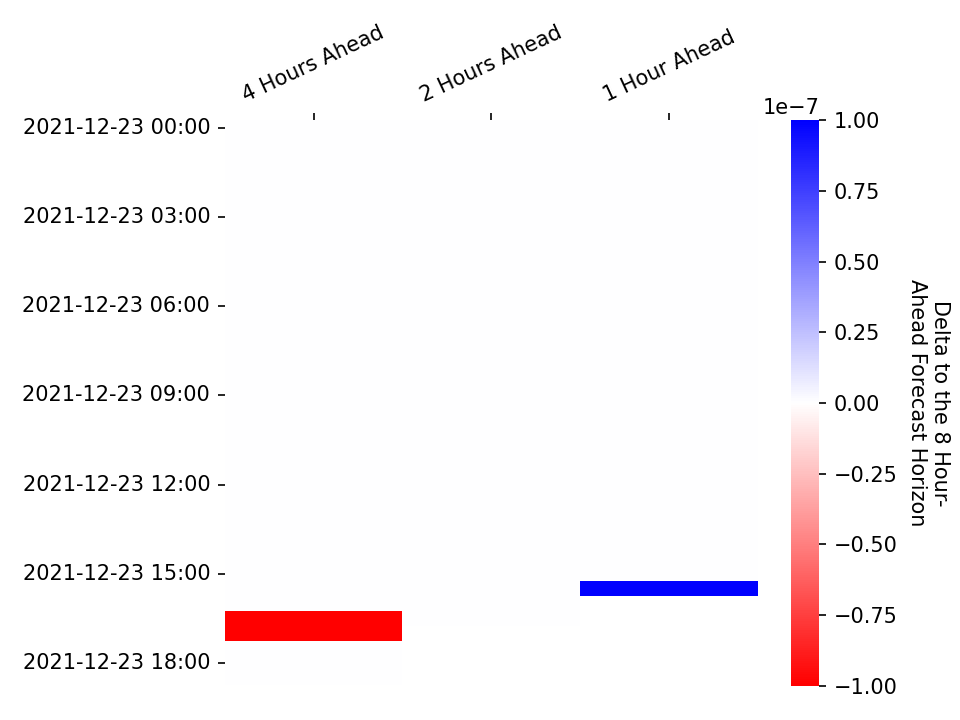 4 Hours Ahead
2 Hours Ahead
1 Hour Ahead
1e−7
2021-12-23 00:00
2021-12-23 03:00
2021-12-23 06:00
2021-12-23 09:00
2021-12-23 12:00
2021-12-23 15:00
2021-12-23 18:00
1.00
0.75
0.50
0.25
0.00
−0.25
−0.50
−0.75
−1.00
Delta to the 8 Hour-
Ahead Forecast Horizon